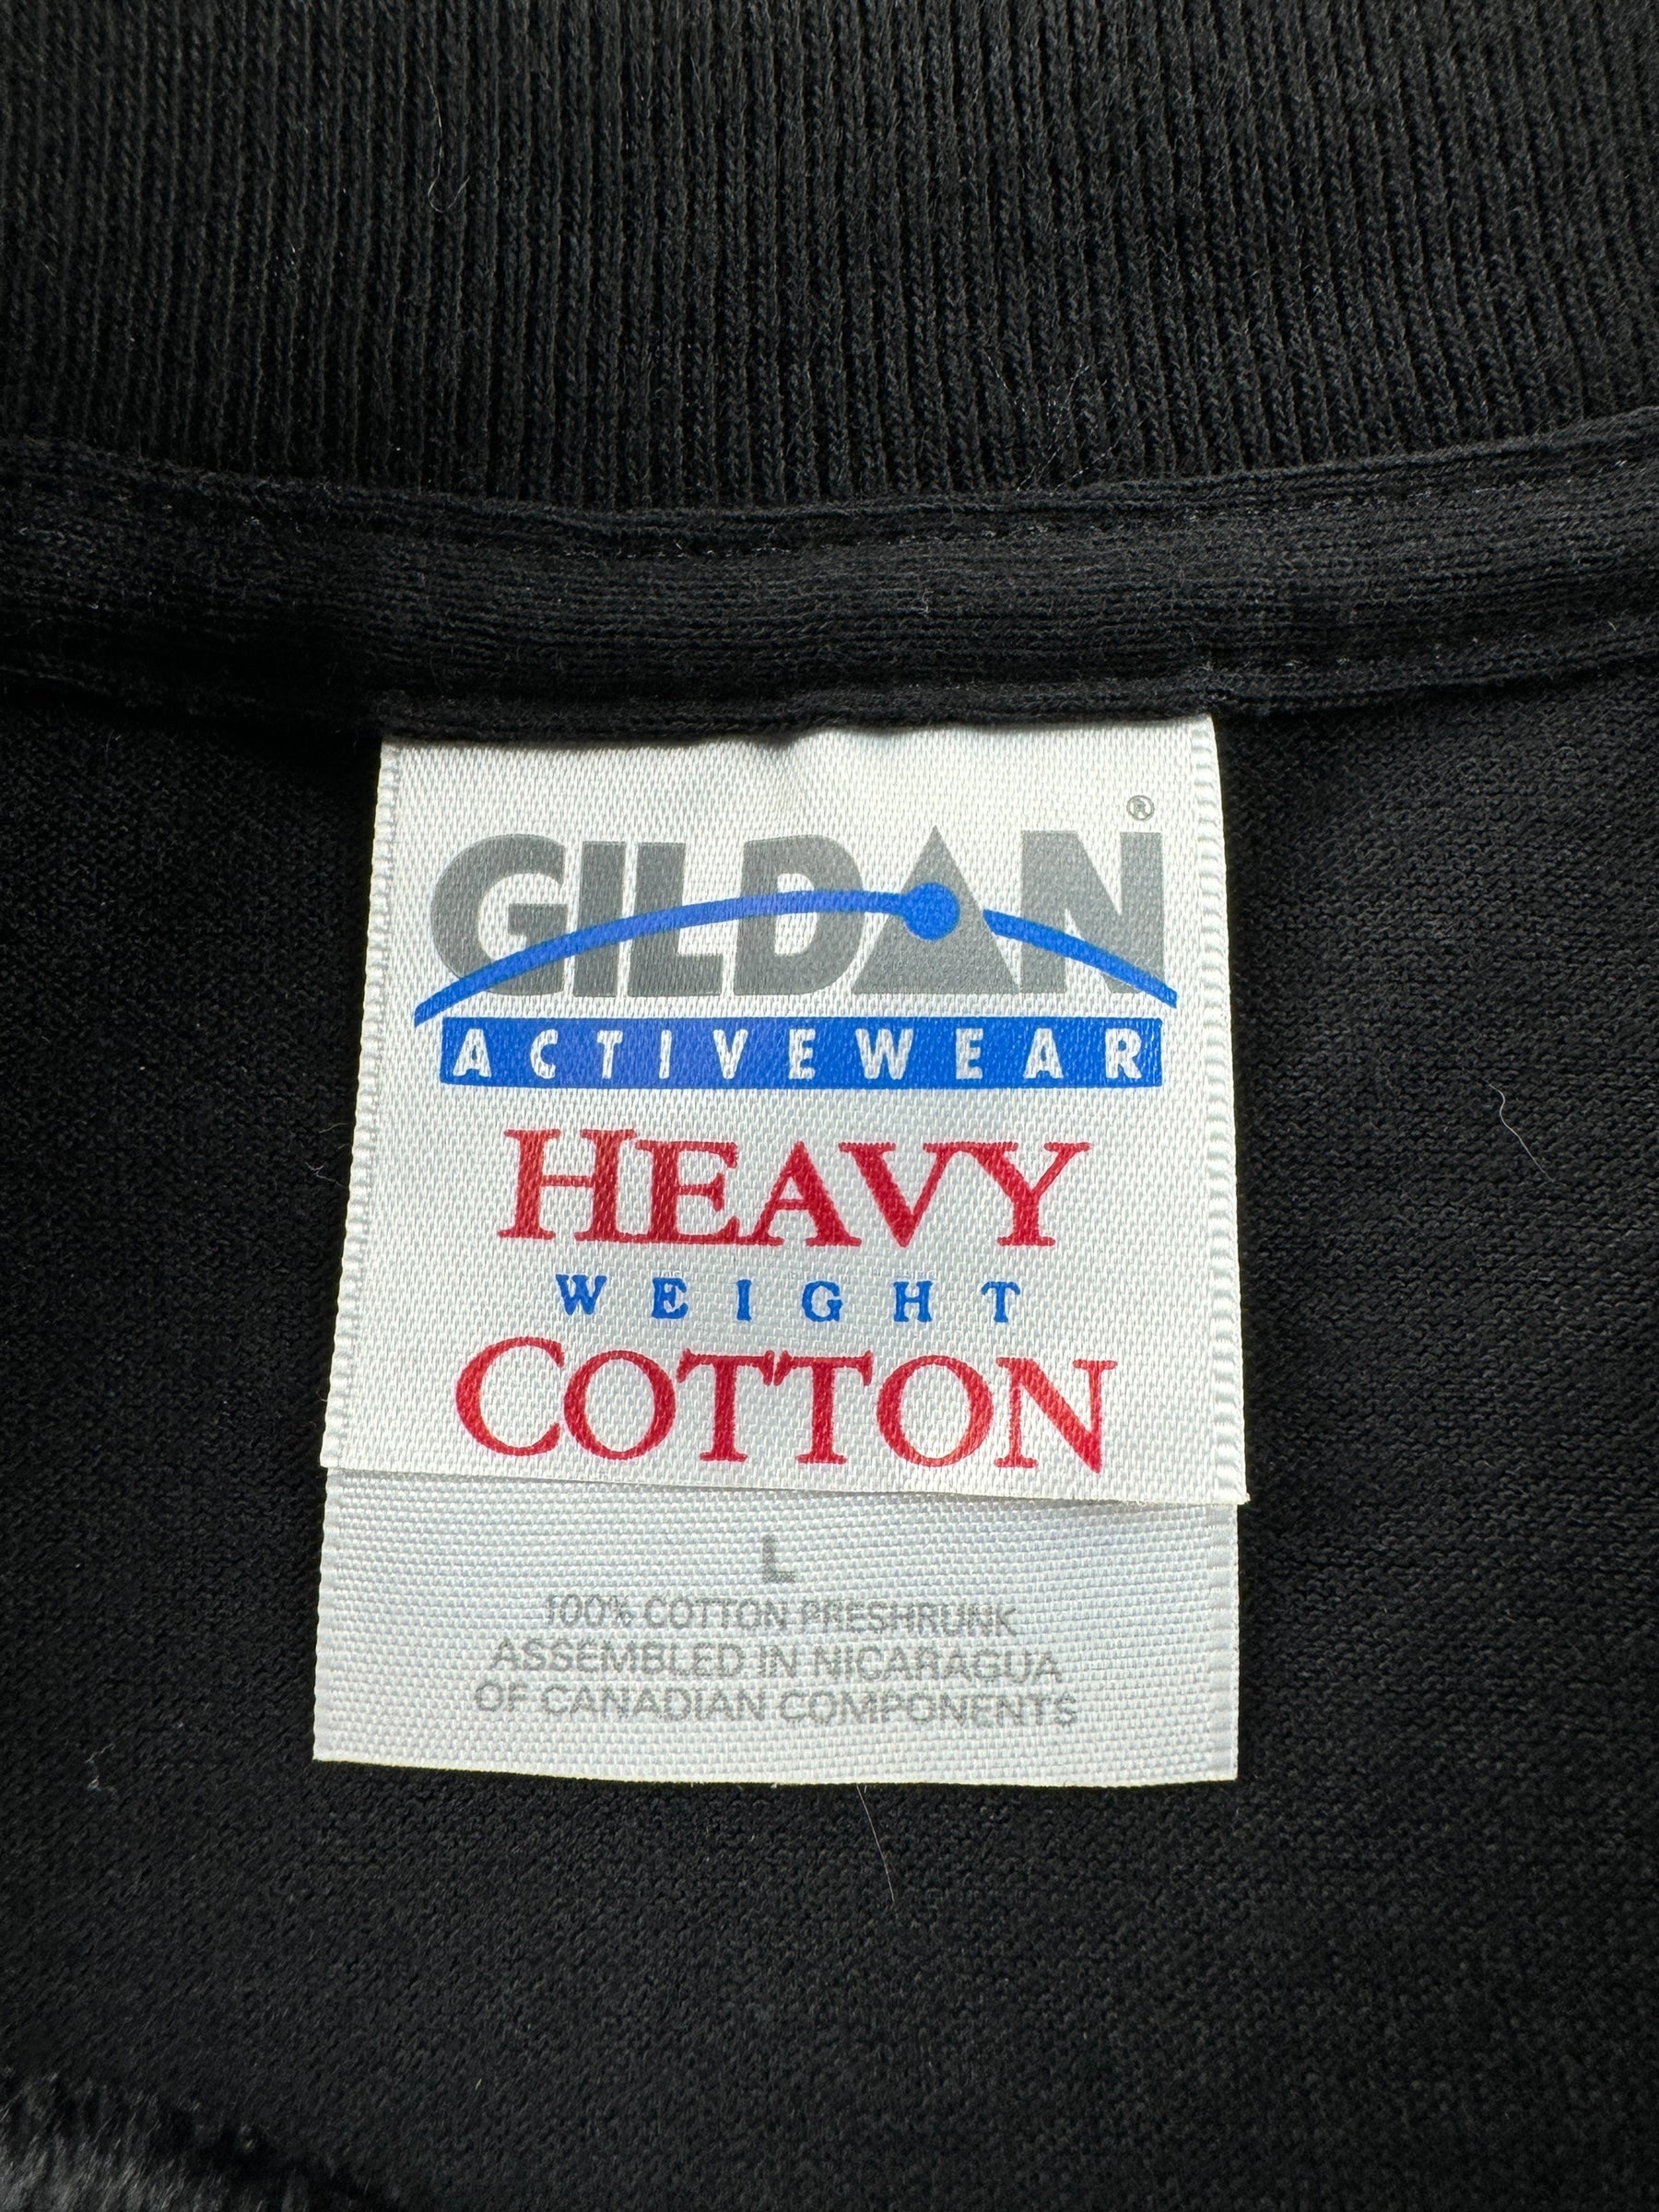 GILDAN®
ACTIVEWEAR
HEAVY
WEIGHT
COTTON
L
100% COTTON PRESHRUNK
ASSEMBLED IN NICARAGUA
OF CANADIAN COMPONENTS